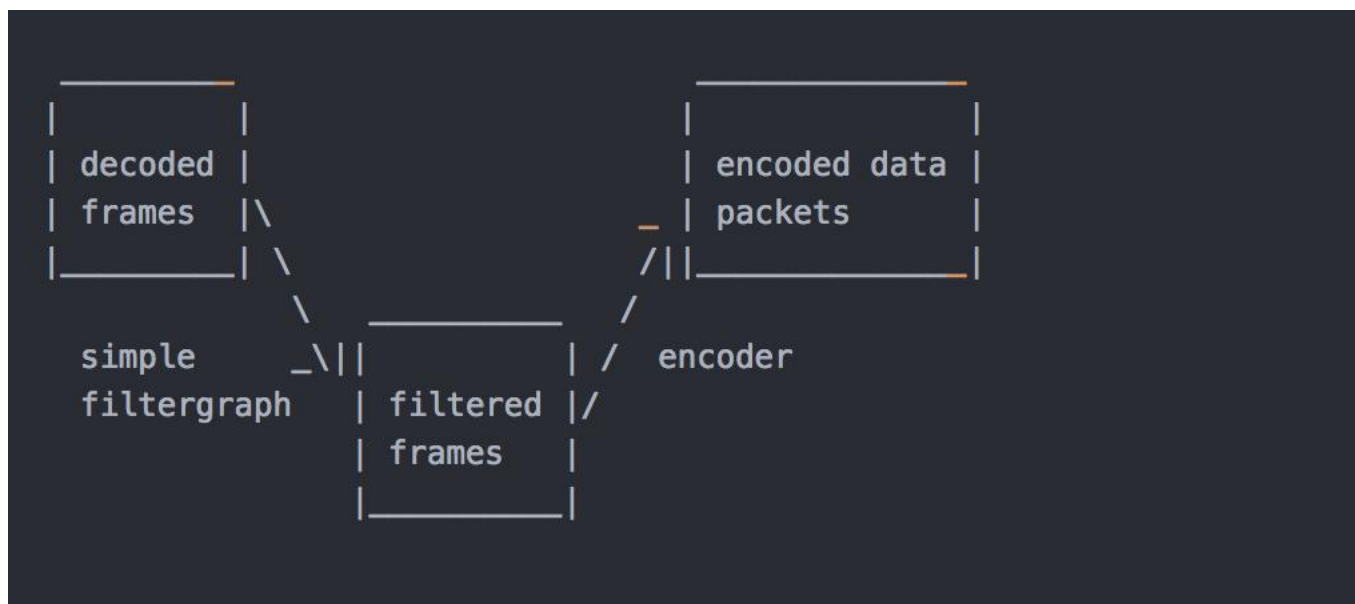 decoded
frames
encoded data
packets
simple
filtergraph
filtered
frames
encoder